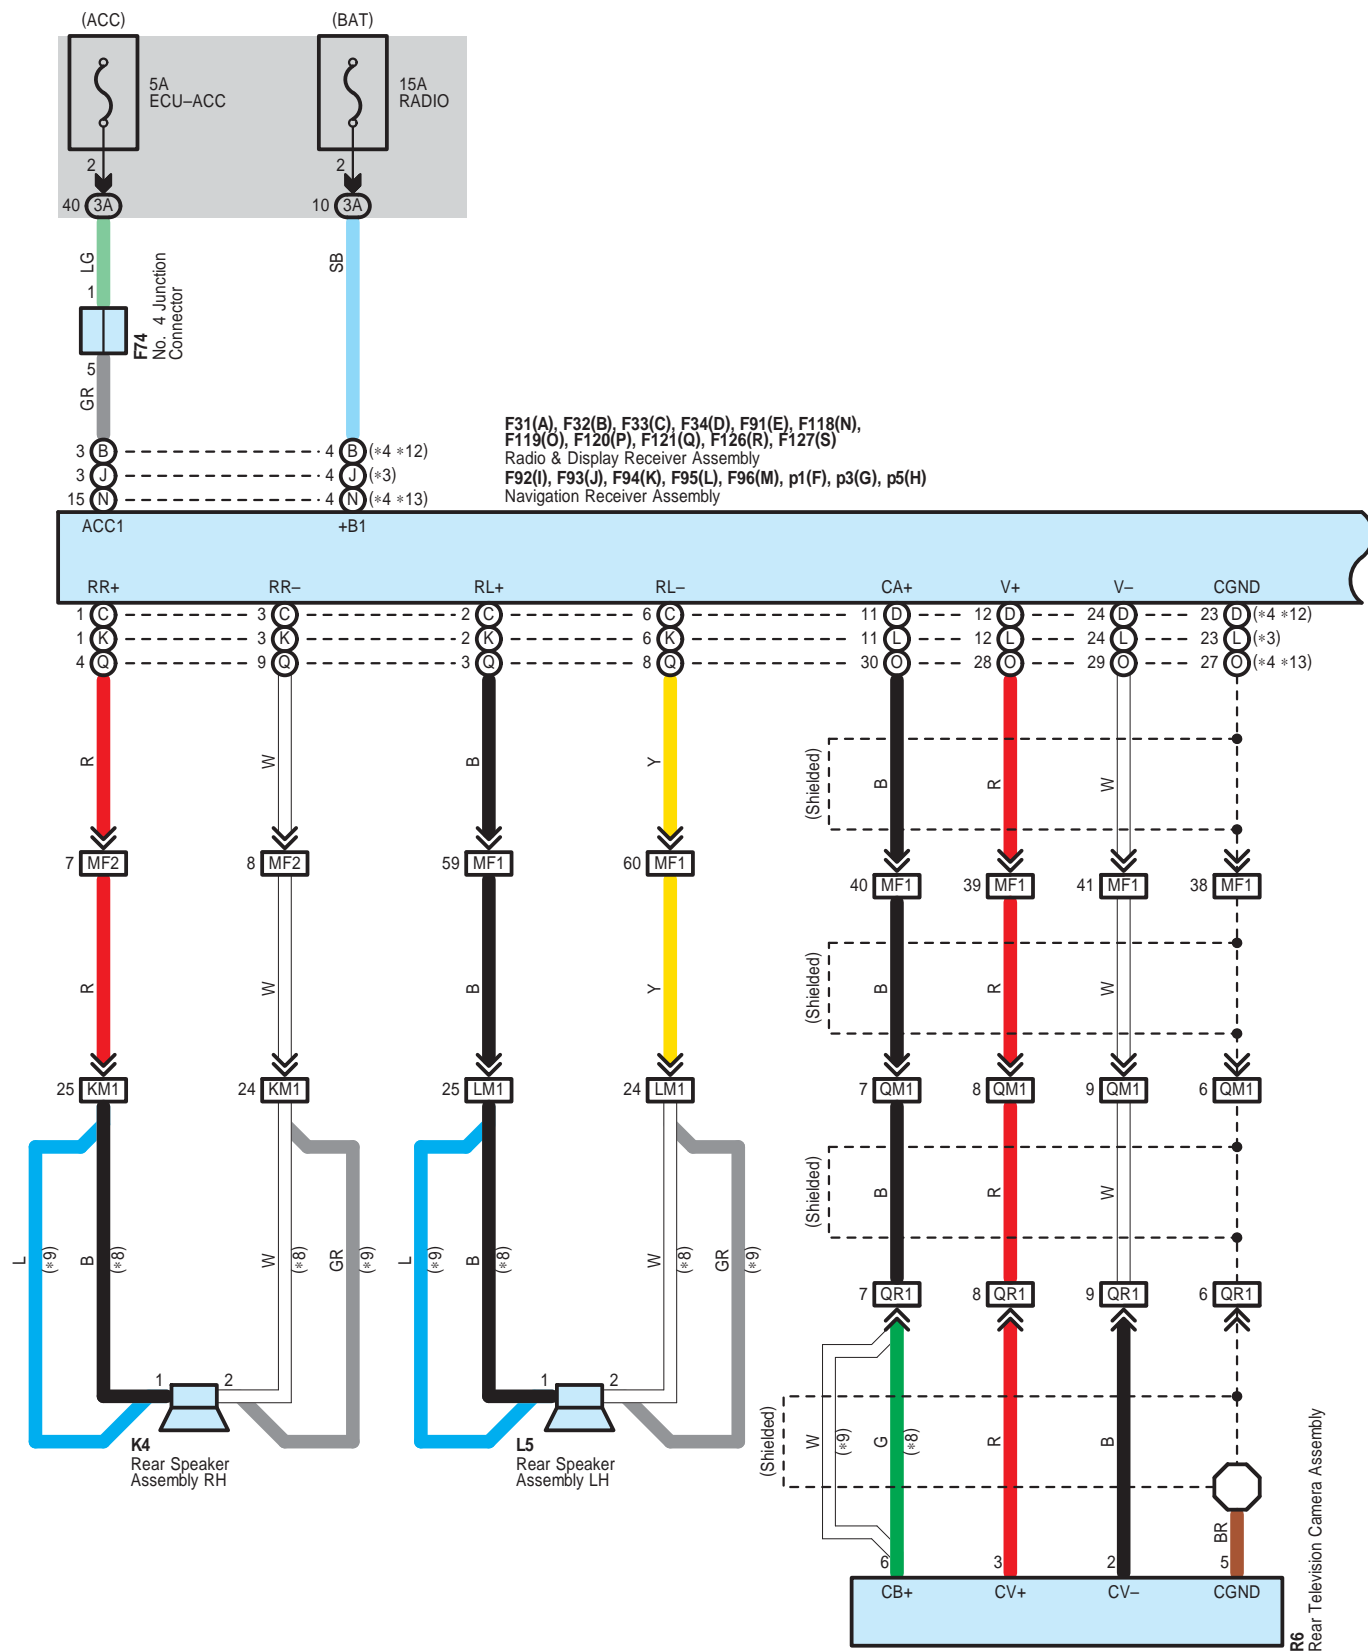 (ACC) (BAT)
5A
ECU–ACC
15A
RADIO
2 2
40 3A 10 3A
LG SB
1
F74
No. 4 Junction
Connector
5
GR
F31(A), F32(B), F33(C), F34(D), F91(E), F118(N),
F119(O), F120(P), F121(Q), F126(R), F127(S)
Radio & Display Receiver Assembly
F92(I), F93(J), F94(K), F95(L), F96(M), p1(F), p3(G), p5(H)
Navigation Receiver Assembly
3 B 4 B (*4 *12)
3 J 4 J (*3)
15 N 4 N (*4 *13)
ACC1 +B1
RR+ RR– RL+ RL– CA+ V+ V– CGND
1 C 3 C 2 C 6 C 11 D 12 D 24 D 23 D (*4 *12)
1 K 3 K 2 K 6 K 11 L 12 L 24 L 23 L (*3)
4 Q 9 Q 3 Q 8 Q 30 O 28 O 29 O 27 O (*4 *13)
R W B Y (Shielded) B R W
7 MF2 8 MF2 59 MF1 60 MF1
40 MF1 39 MF1 41 MF1 38 MF1
R W B Y (Shielded) B R W
25 KM1 24 KM1 25 LM1 24 LM1 7 QM1 8 QM1 9 QM1 6 QM1
(Shielded) B R W
L (*9) B (*8) W (*8) GR (*9) L (*9) B (*8) W (*8) GR (*9)
7 QR1 8 QR1 9 QR1 6 QR1
1 2 1 2
K4
Rear Speaker
Assembly RH
L5
Rear Speaker
Assembly LH
(Shielded) W (*9) G (*8) R B
BR
6 3 2 5
CB+ CV+ CV– CGND
R6
Rear Television Camera Assembly